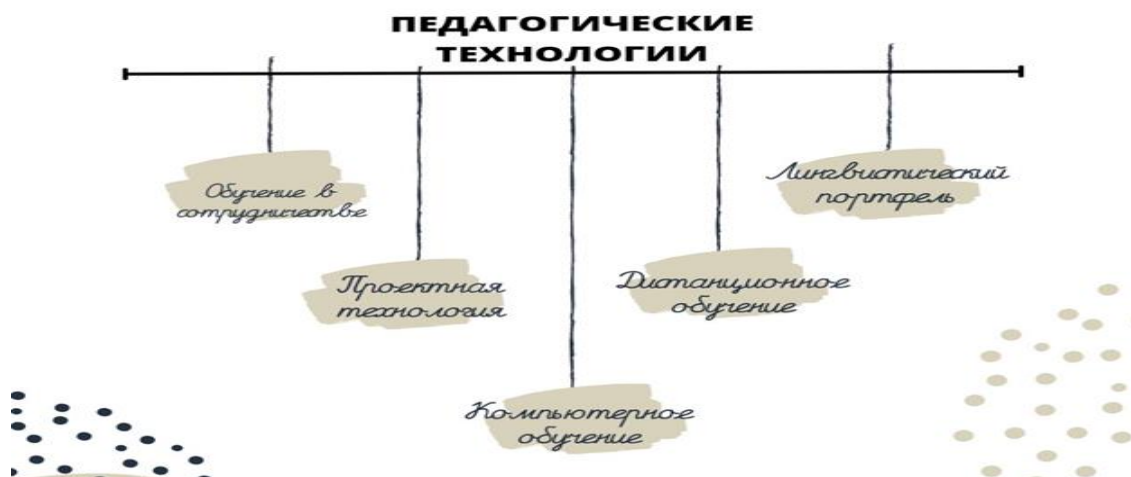 ПЕДАГОГИЧЕСКИЕ
ТЕХНОЛОГИИ
Обучение в
сотрудничестве
Проектная
технология
Компьютерное
обучение
Дистанционное
обучение
Лингвистический
портфель